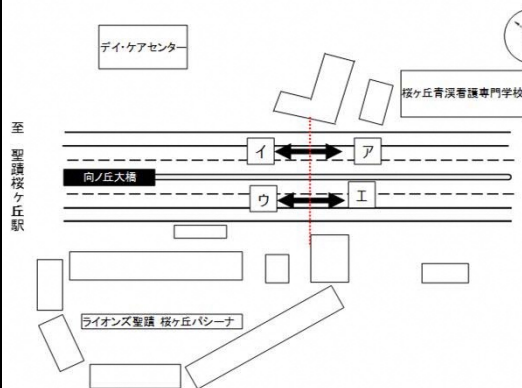 デイ・ケアセンター
桜ヶ丘青渓看護専門学校
至 聖蹟桜ヶ丘駅
イ
ア
向ノ丘大橋
ウ
エ
ライオンズ聖蹟 桜ヶ丘パシーナ